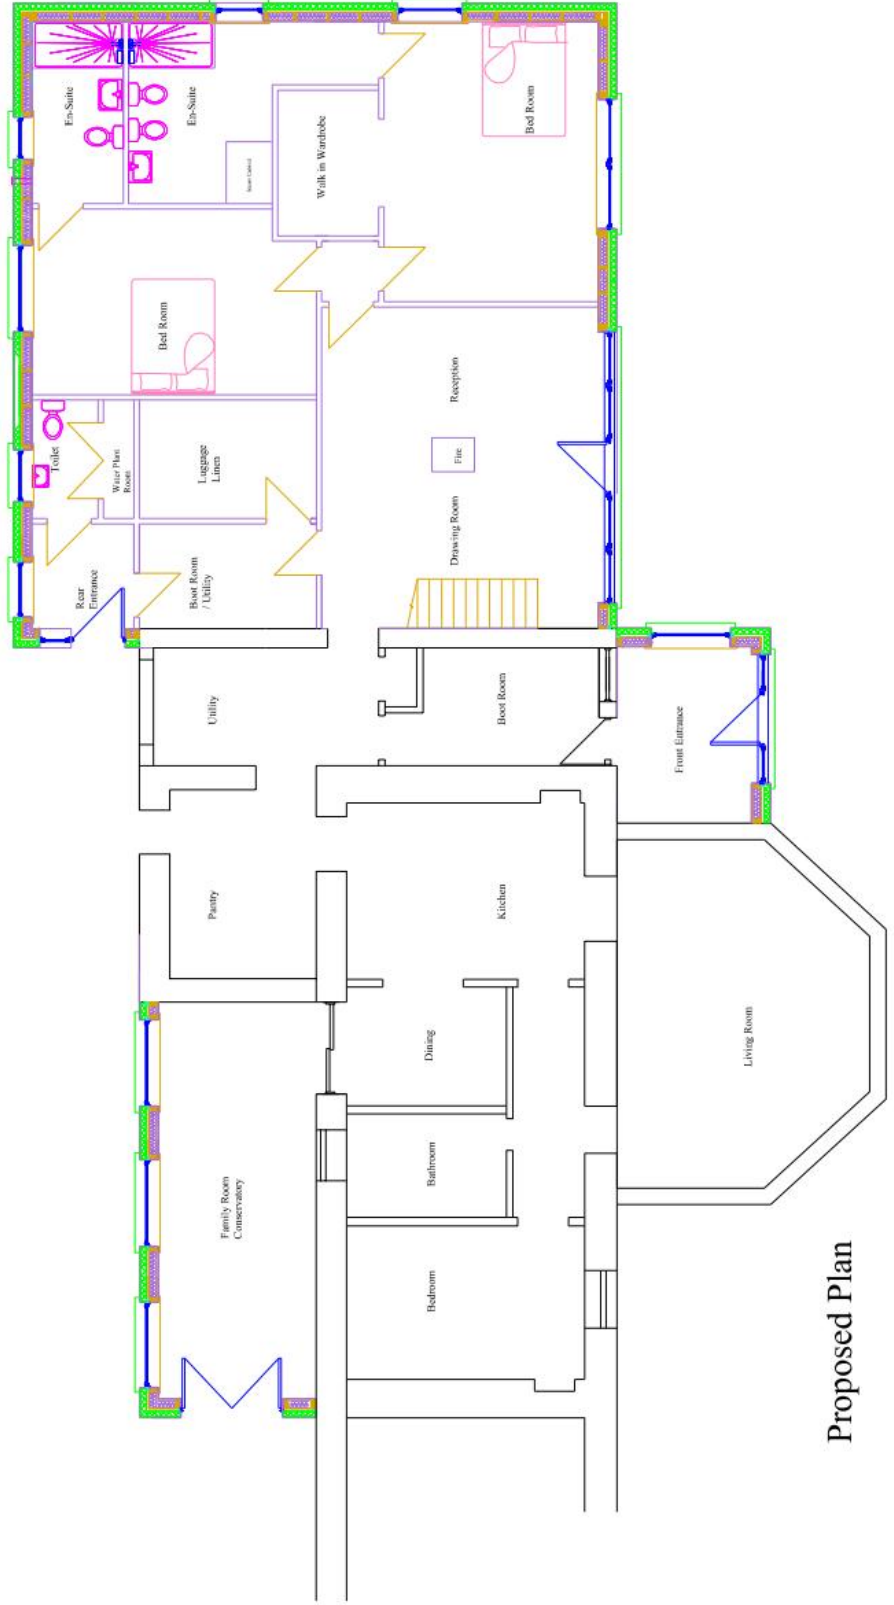 Rear
Entrance
Toilet
En-Suite
Water Plant
Room
Bed Room
En-Suite
Family Room
Conservatory
Pantry
Utility
Boot Room
/ Utility
Luggage
Linen
Walk in Wardrobe
Bedroom
Bathroom
Dining
Kitchen
Boot Room
Drawing Room
Fire
Reception
Bed Room
Living Room
Front Entrance
Proposed Plan